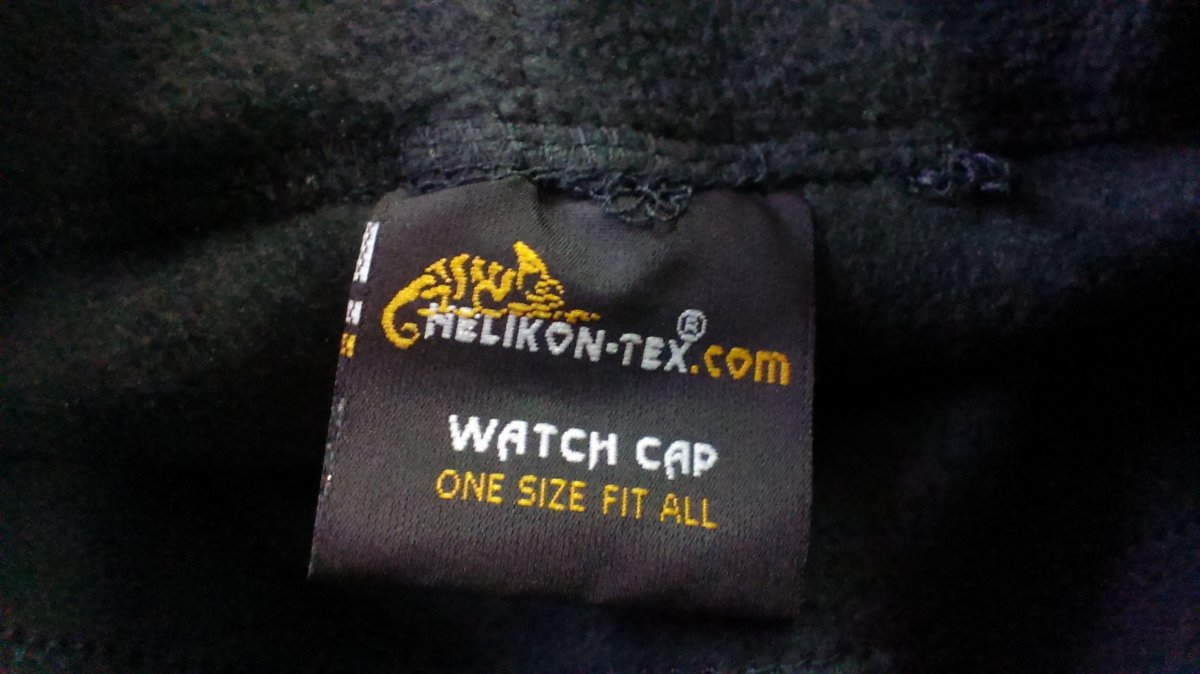 HELIKON-TEX®.com
WATCH CAP
ONE SIZE FIT ALL